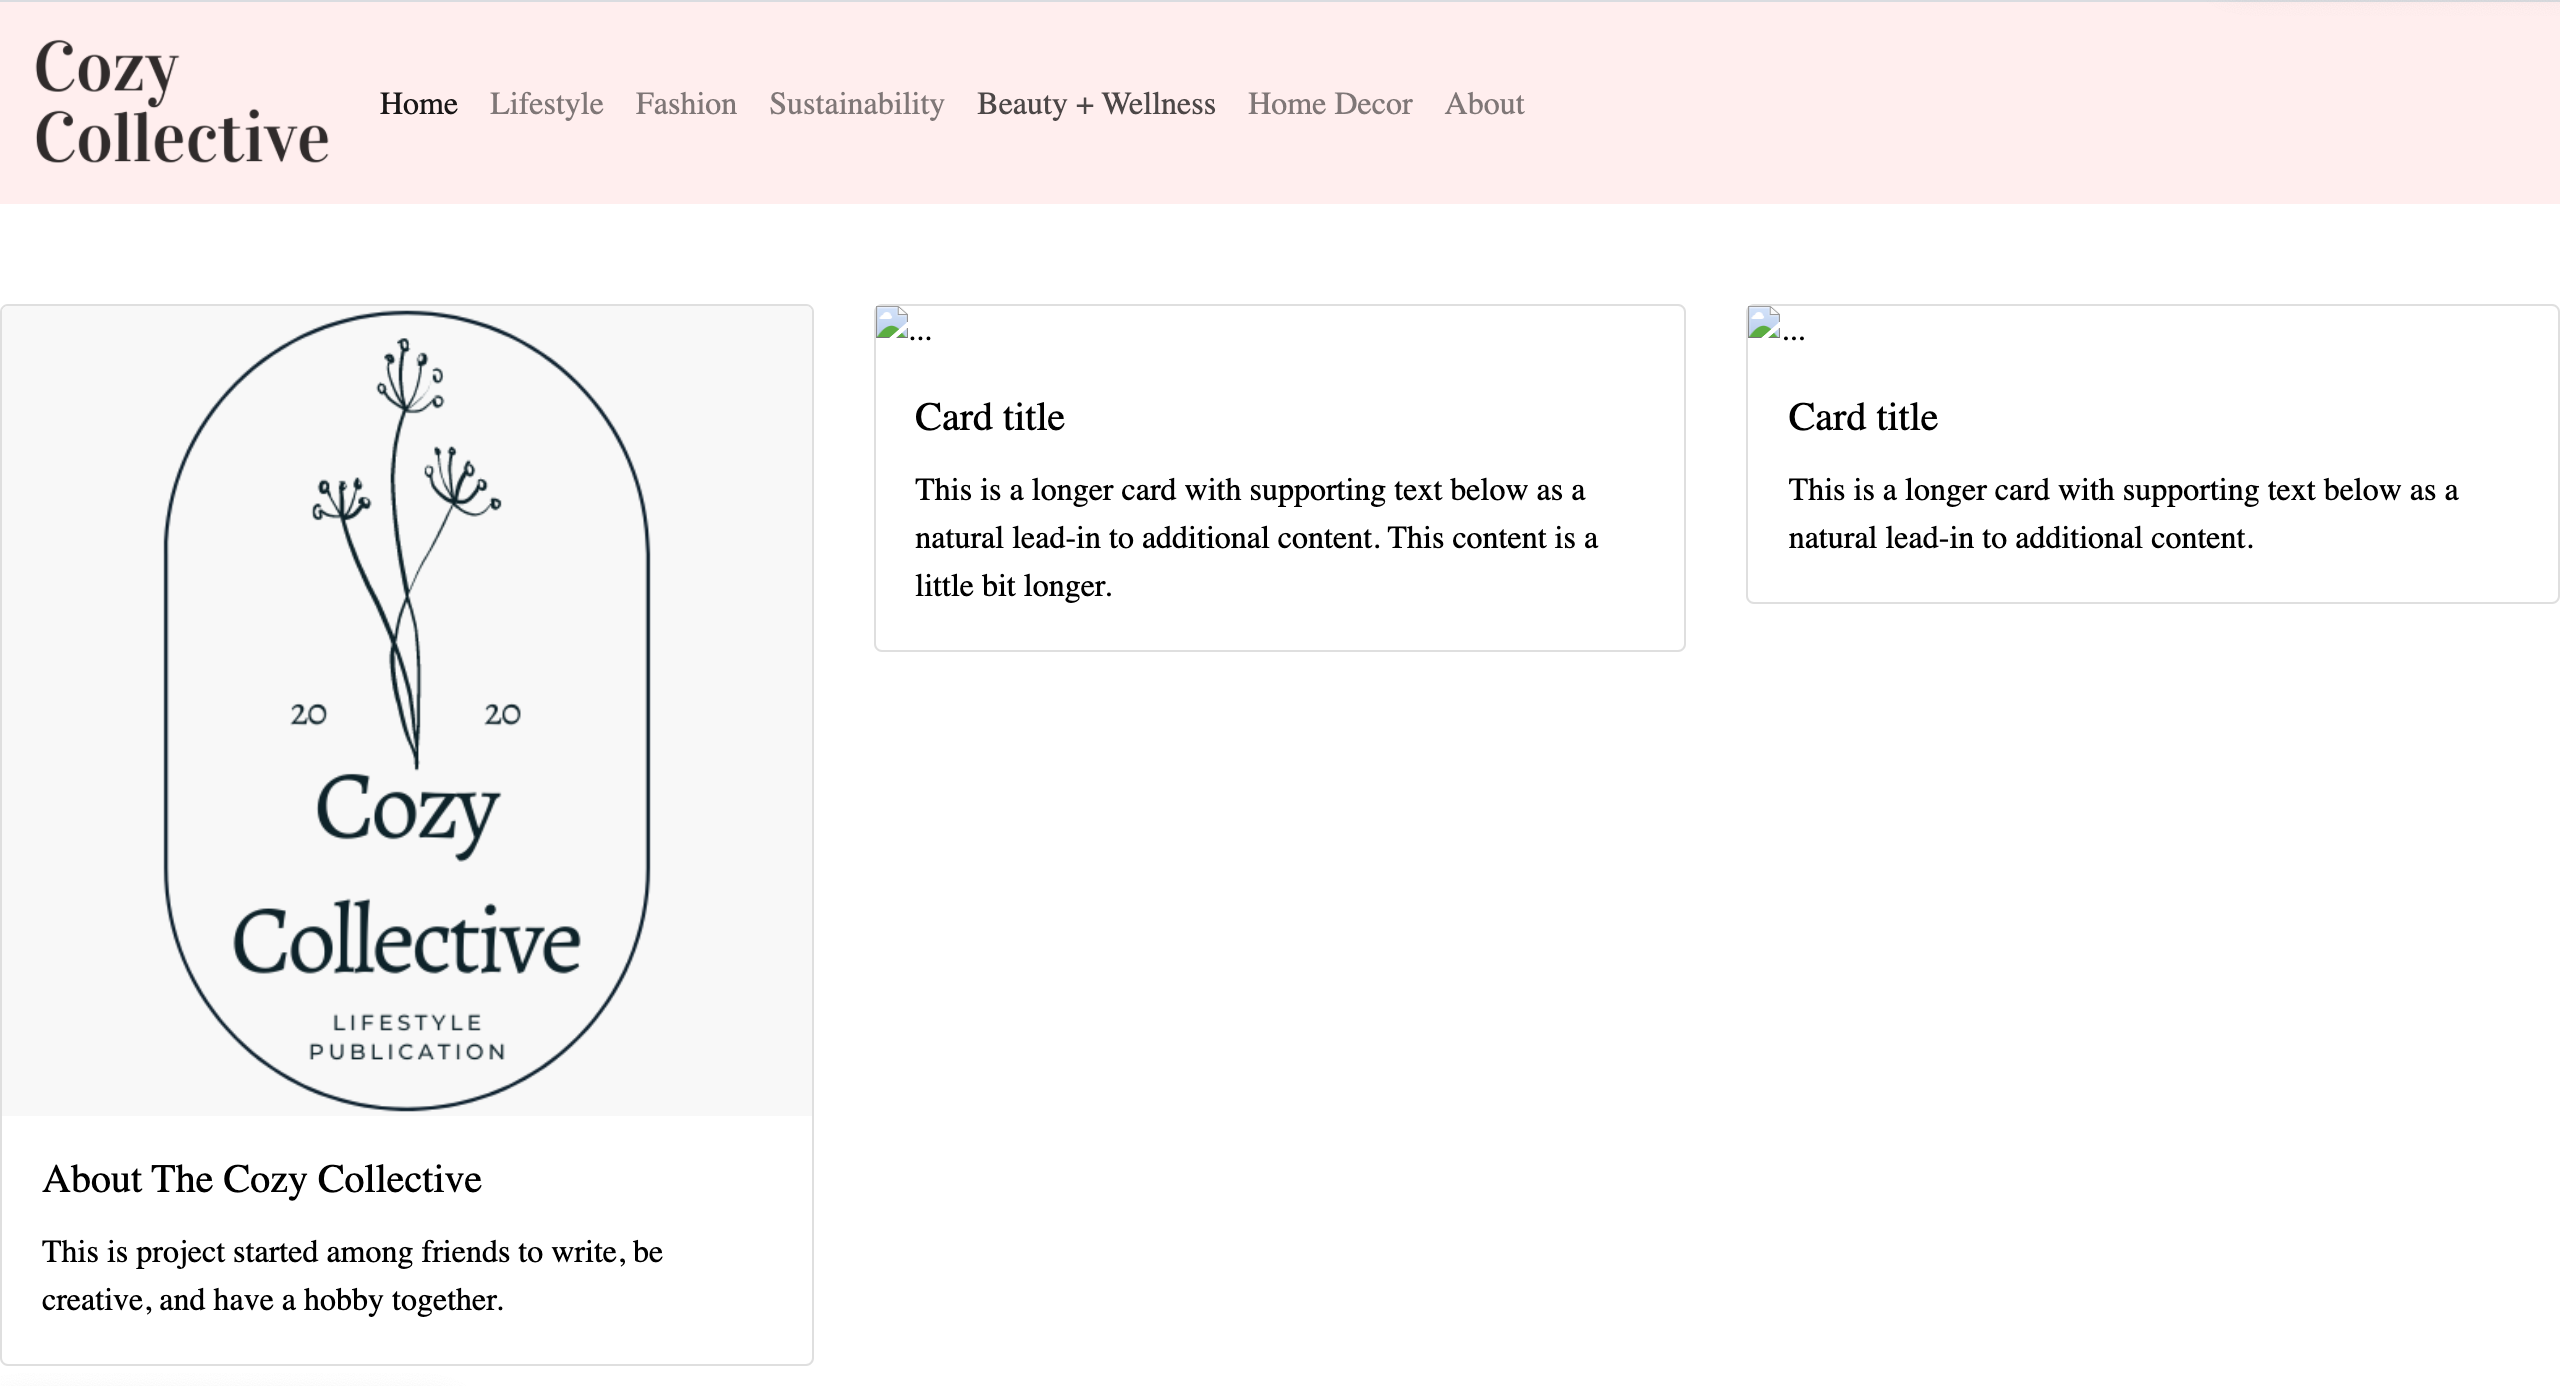 Cozy
Collective
Home Lifestyle Fashion Sustainability Beauty + Wellness Home Decor About
20 20
Cozy
Collective
LIFESTYLE
PUBLICATION
About The Cozy Collective
This is project started among friends to write, be
creative, and have a hobby together.
...
Card title
This is a longer card with supporting text below as a
natural lead-in to additional content. This content is a
little bit longer.
...
Card title
This is a longer card with supporting text below as a
natural lead-in to additional content.